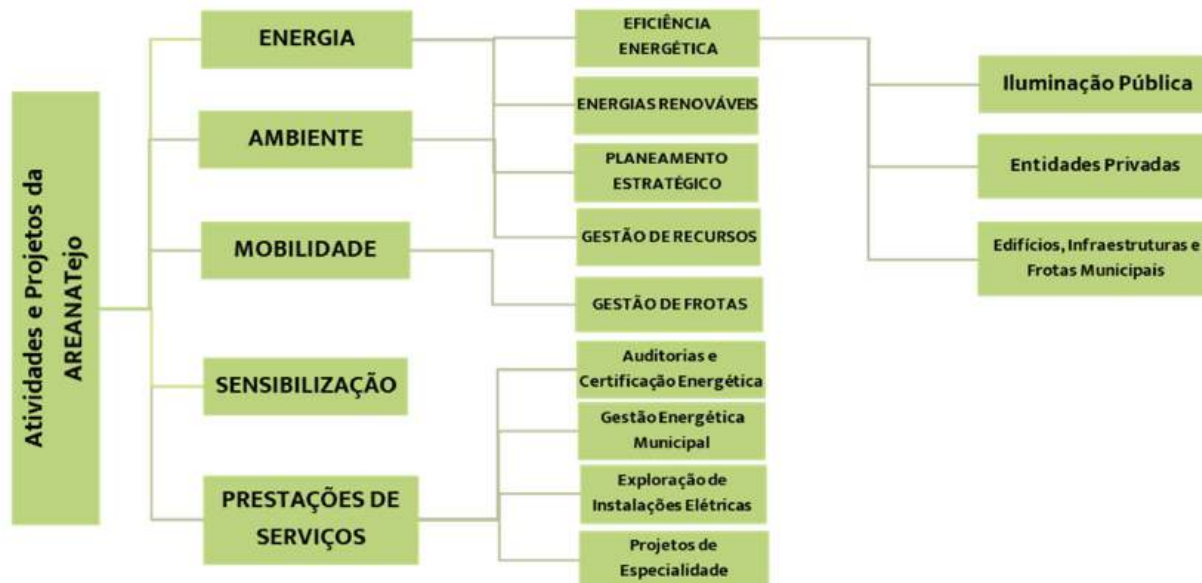 Atividades e Projetos da
AREANATejo
ENERGIA
AMBIENTE
MOBILIDADE
SENSIBILIZAÇÃO
PRESTAÇÕES DE
SERVIÇOS
EFICIÊNCIA
ENERGÉTICA
ENERGIAS RENOVÁVEIS
PLANEAMENTO
ESTRATÉGICO
GESTÃO DE RECURSOS
GESTÃO DE FROTAS
Auditorias e
Certificação Energética
Gestão Energética
Municipal
Exploração de
Instalações Elétricas
Projetos de
Especialidade
Iluminação Pública
Entidades Privadas
Edifícios, Infraestruturas e
Frotas Municipais